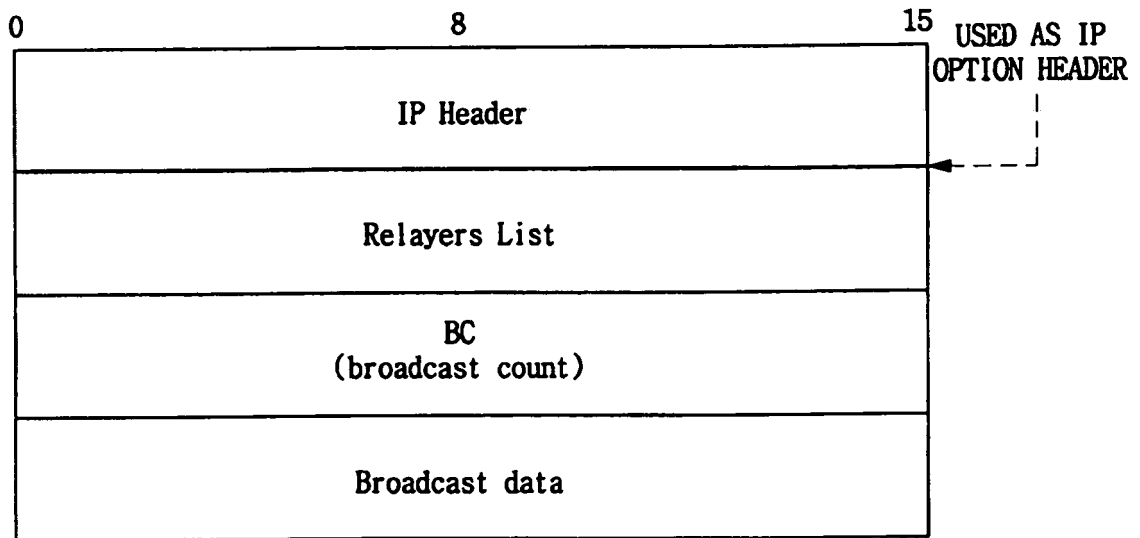 0 8 15
USED AS IP
OPTION HEADER
IP Header
Relayers List
BC
(broadcast count)
Broadcast data